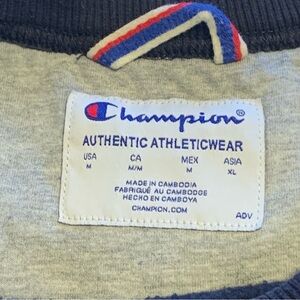 Champion®
AUTHENTIC ATHLETICWEAR
USA CA MEX ASIA
M M/M M XL
MADE IN CAMBODIA
FABRIQUÉ AU CAMBODGE
HECHO EN CAMBOYA
CHAMPION.COM
ADV